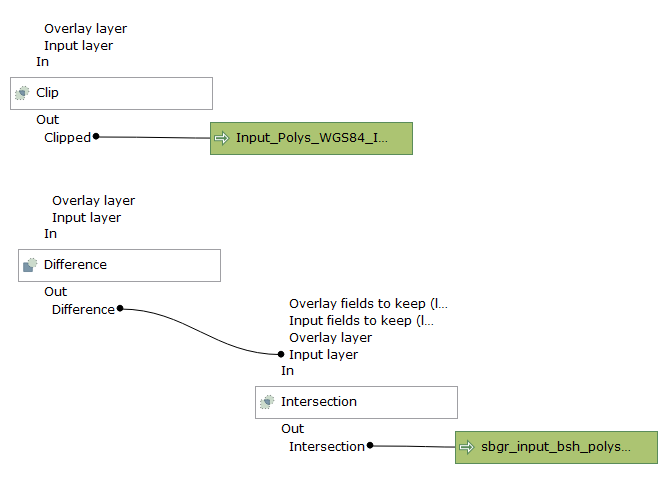 Overlay layer
Input layer
In
Clip
Out
Clipped
Input_Polys_WGS84_I...
Overlay layer
Input layer
In
Difference
Out
Difference
Overlay fields to keep (l...
Input fields to keep (l...
Overlay layer
Input layer
In
Intersection
Out
Intersection
sbgr_input_bsh_polys...